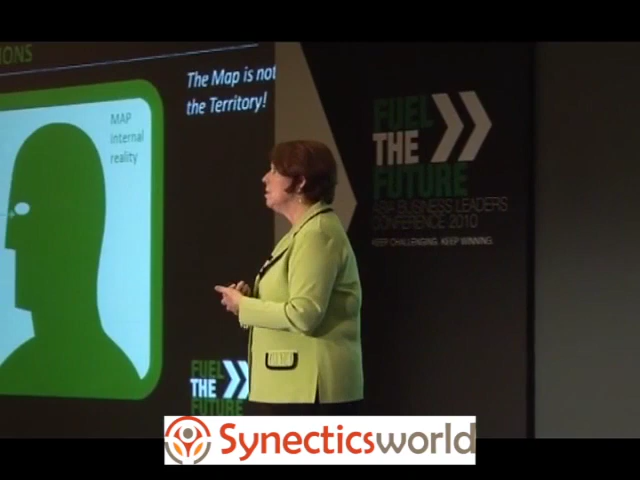 IONS
The Map is not
the Territory!
MAP
Internal
reality
FUEL
THE
FUTURE
ASIA BUSINESS LEADERS
CONFERENCE 2010
KEEP CHALLENGING. KEEP WINNING.
FUEL
THE
FUTURE
Synecticsworld